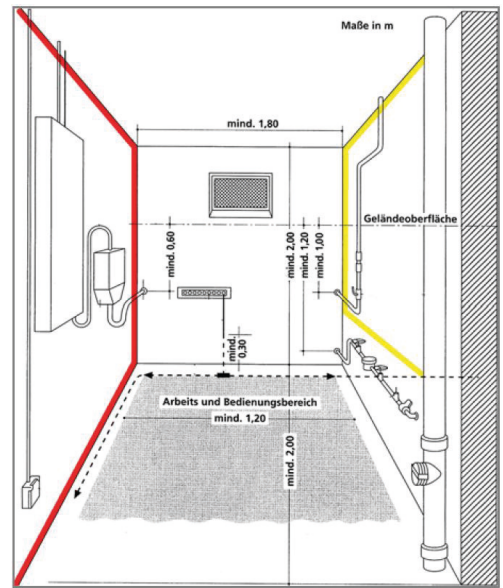 Maße in m
mind. 1,80
Geländeoberfläche
mind. 0,60
mind. 2,00
mind. 1,20
mind. 1,00
mind.
0,30
Arbeits und Bedienungsbereich
mind. 1,20
mind. 2,00